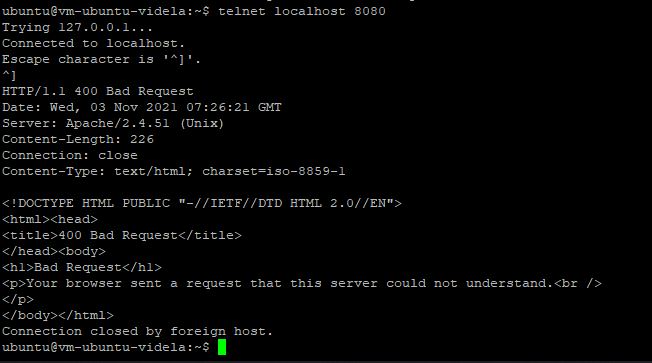 ubuntu@vm-ubuntu-videla:~$ telnet localhost 8080
Trying 127.0.0.1...
Connected to localhost.
Escape character is '^]'.
^]
HTTP/1.1 400 Bad Request
Date: Wed, 03 Nov 2021 07:26:21 GMT
Server: Apache/2.4.51 (Unix)
Content-Length: 226
Connection: close
Content-Type: text/html; charset=iso-8859-1

<!DOCTYPE HTML PUBLIC "-//IETF//DTD HTML 2.0//EN">
<html><head>
<title>400 Bad Request</title>
</head><body>
<h1>Bad Request</h1>
<p>Your browser sent a request that this server could not understand.<br />
</p>
</body></html>
Connection closed by foreign host.
ubuntu@vm-ubuntu-videla:~$